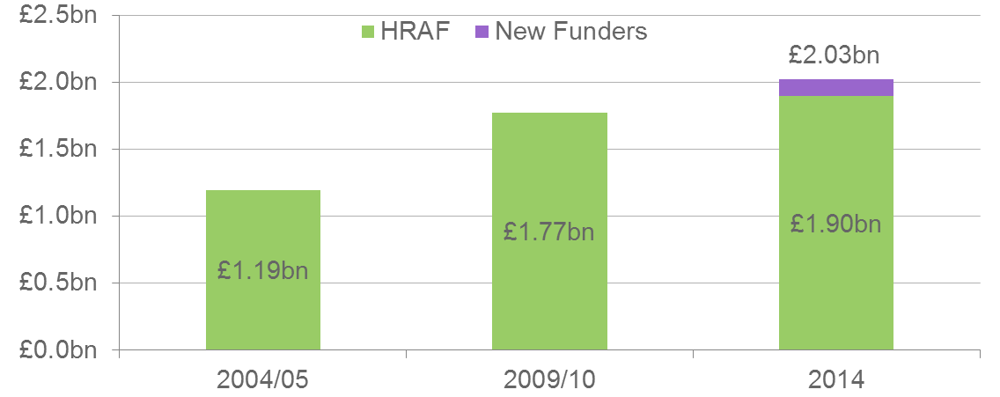 £2.5bn
HRAF New Funders
£2.03bn
£2.0bn
£1.5bn
£1.0bn
£1.90bn
£1.77bn
£1.19bn
£0.5bn
£0.0bn
2004/05 2009/10 2014